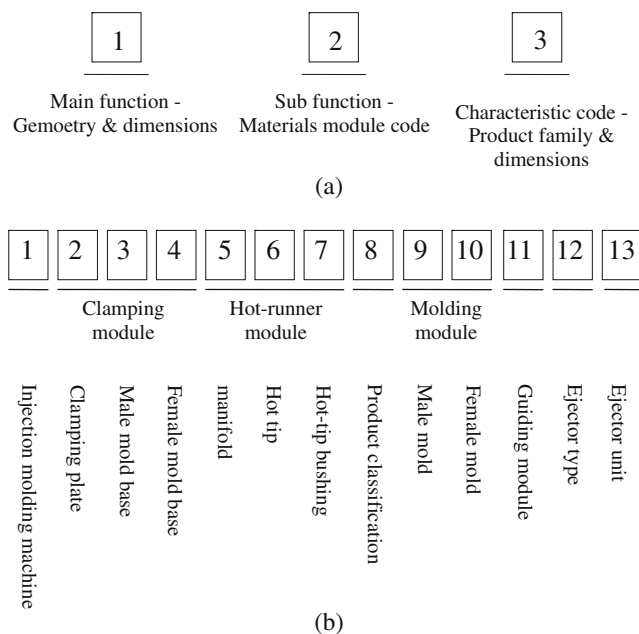 1 2 3
Main function -
Gemoetry & dimensions
Sub function -
Materials module code
Characteristic code -
Product family &
dimensions
(a)
1 2 3 4 5 6 7 8 9 10 11 12 13
Clamping
module
Hot-runner
module
Molding
module
Injection molding machine
Clamping plate
Male mold base
Female mold base
manifold
Hot tip
Hot-tip bushing
Product classification
Male mold
Female mold
Guiding module
Ejector type
Ejector unit
(b)